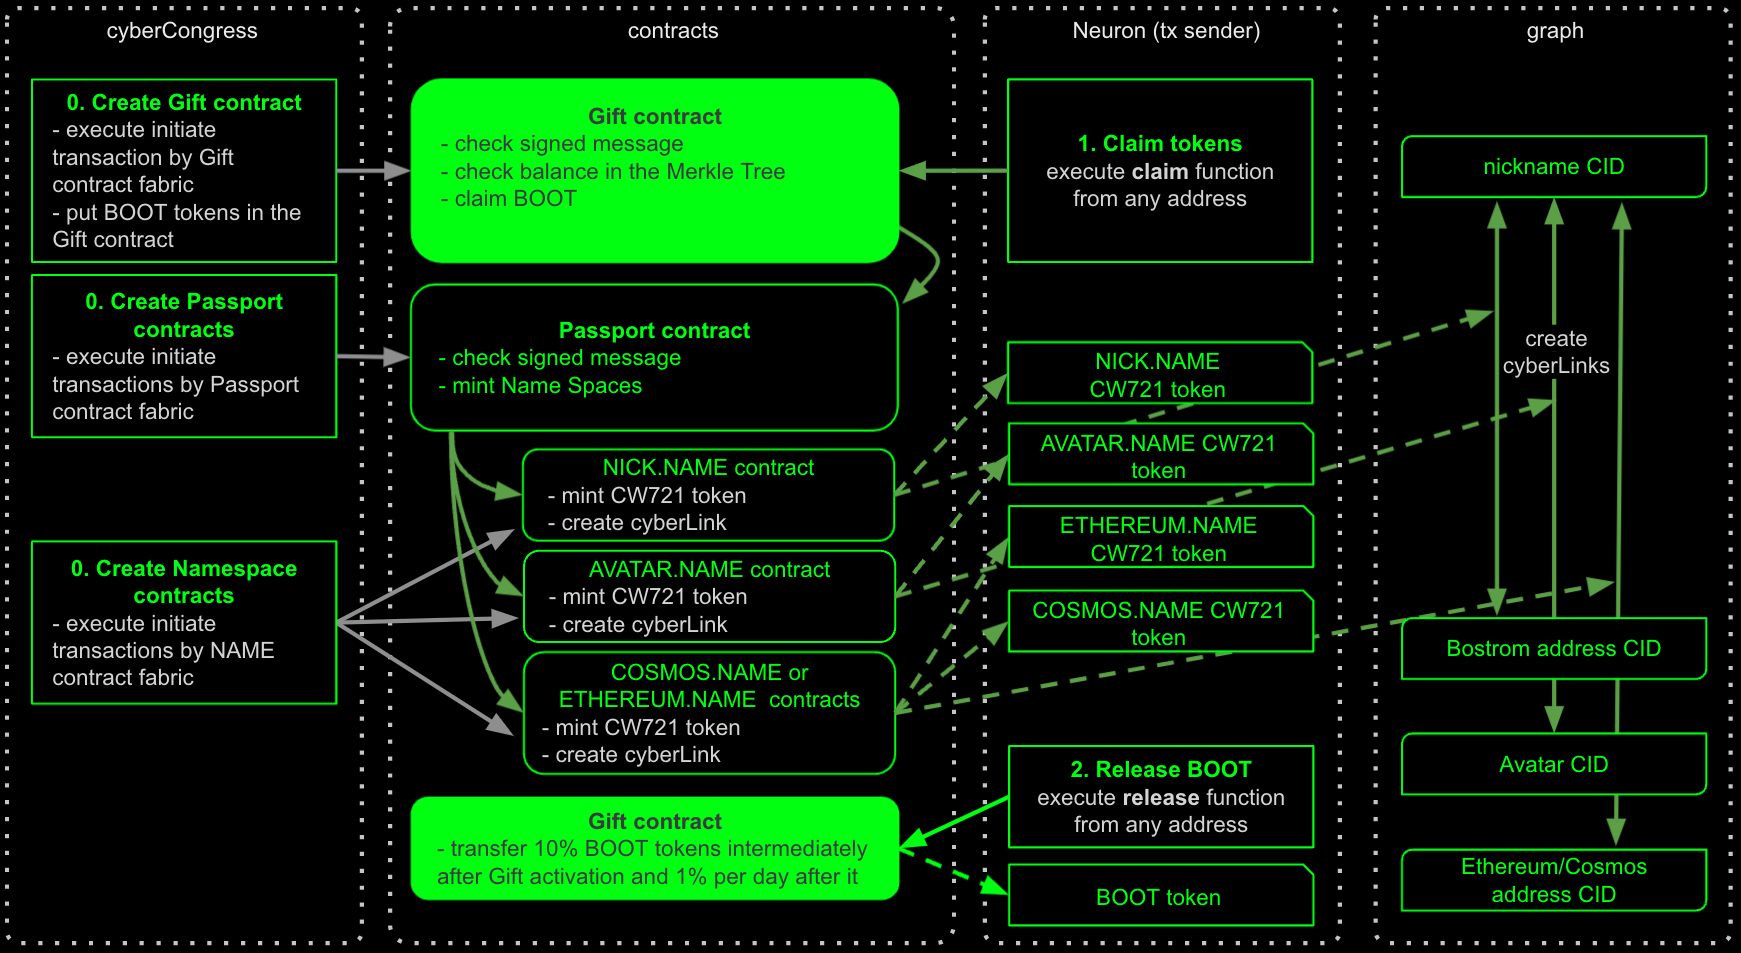 cyberCongress
0. Create Gift contract
- execute initiate
transaction by Gift
contract fabric
- put BOOT tokens in the
Gift contract
0. Create Passport
contracts
- execute initiate
transactions by Passport
contract fabric
0. Create Namespace
contracts
- execute initiate
transactions by NAME
contract fabric
contracts
Gift contract
- check signed message
- check balance in the Merkle Tree
- claim BOOT
Passport contract
- check signed message
- mint Name Spaces
NICK.NAME contract
- mint CW721 token
- create cyberLink
AVATAR.NAME contract
- mint CW721 token
- create cyberLink
COSMOS.NAME or
ETHEREUM.NAME  contracts
- mint CW721 token
- create cyberLink
Gift contract
- transfer 10% BOOT tokens intermediately
after Gift activation and 1% per day after it
Neuron (tx sender)
1. Claim tokens
execute claim function
from any address
NICK.NAME
CW721 token
AVATAR.NAME CW721
token
ETHEREUM.NAME
CW721 token
COSMOS.NAME CW721
token
2. Release BOOT
execute release function
from any address
BOOT token
graph
nickname CID
create
cyberLinks
Bostrom address CID
Avatar CID
Ethereum/Cosmos
address CID